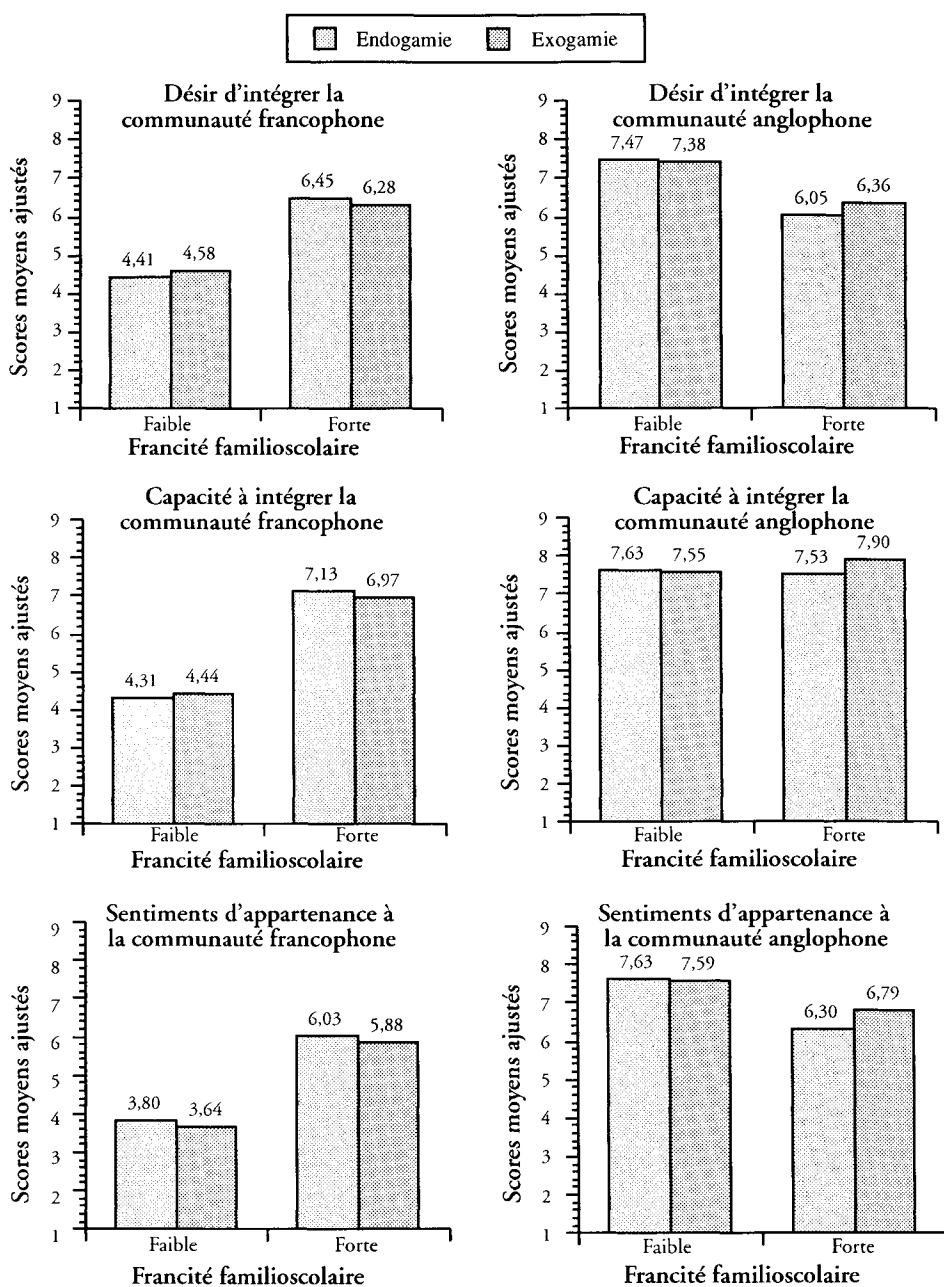 Endogamie Exogamie
Désir d'intégrer la
communauté francophone
Scores moyens ajustés
9
8
7
6
5
4
3
2
1
4,41
4,58
6,45
6,28
Faible
Forte
Francité familioscolaire
Désir d'intégrer la
communauté anglophone
Scores moyens ajustés
9
8
7
6
5
4
3
2
1
7,47
7,38
6,05
6,36
Faible
Forte
Francité familioscolaire
Capacité à intégrer la
communauté francophone
Scores moyens ajustés
9
8
7
6
5
4
3
2
1
4,31
4,44
7,13
6,97
Faible
Forte
Francité familioscolaire
Capacité à intégrer la
communauté anglophone
Scores moyens ajustés
9
8
7
6
5
4
3
2
1
7,63
7,55
7,53
7,90
Faible
Forte
Francité familioscolaire
Sentiments d'appartenance à
la communauté francophone
Scores moyens ajustés
9
8
7
6
5
4
3
2
1
3,80
3,64
6,03
5,88
Faible
Forte
Francité familioscolaire
Sentiments d'appartenance à
la communauté anglophone
Scores moyens ajustés
9
8
7
6
5
4
3
2
1
7,63
7,59
6,30
6,79
Faible
Forte
Francité familioscolaire